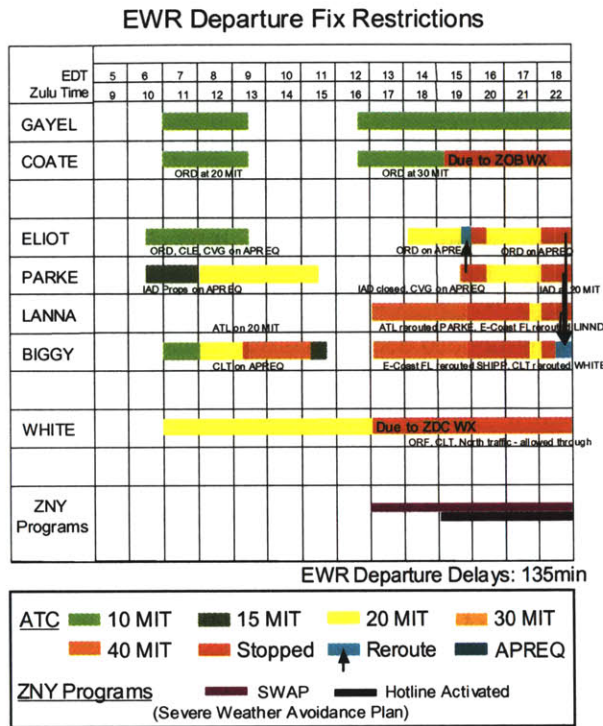 EWR Departure Fix Restrictions
EDT 5 6 7 8 9 10 11 12 13 14 15 16 17 18
Zulu Time 9 10 11 12 13 14 15 16 17 18 19 20 21 22
GAYEL
COATE Due to ZOB WX
ORD at 20 MIT ORD at 30 MIT
ELIOT
ORD, CLE, CVG on APREQ ORD on APRE ORD on APREQ
PARKE
IAD Props on APREQ IAD closed, CVG on APREQ IAD at 20 MIT
LANNA
ATL on 20 MIT ATL rerouted PARKE, E-Coast FL rerouted LINND
BIGGY
CLT on APREQ E-Coast FL rerouted SHIPP, CLT rerouted WHITE
WHITE Due to ZDC WX
ORF, CLT, North traffic - allowed through
ZNY
Programs
EWR Departure Delays: 135min
ATC 10 MIT 15 MIT 20 MIT 30 MIT
40 MIT Stopped Reroute APREQ
ZNY Programs SWAP Hotline Activated
(Severe Weather Avoidance Plan)